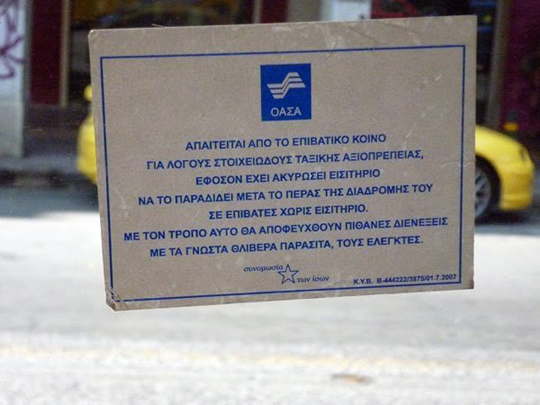 ΟΑΣΑ
ΑΠΑΙΤΕΙΤΑΙ ΑΠΟ ΤΟ ΕΠΙΒΑΤΙΚΟ ΚΟΙΝΟ
ΓΙΑ ΛΟΓΟΥΣ ΣΤΟΙΧΕΙΩΔΟΥΣ ΤΑΞΙΚΗΣ ΑΞΙΟΠΡΕΠΕΙΑΣ,
ΕΦΟΣΟΝ ΕΧΕΙ ΑΚΥΡΩΣΕΙ ΕΙΣΙΤΗΡΙΟ
ΝΑ ΤΟ ΠΑΡΑΔΙΔΕΙ ΜΕΤΑ ΤΟ ΠΕΡΑΣ ΤΗΣ ΔΙΑΔΡΟΜΗΣ ΤΟΥ
ΣΕ ΕΠΙΒΑΤΕΣ ΧΩΡΙΣ ΕΙΣΙΤΗΡΙΟ.
ΜΕ ΤΟΝ ΤΡΟΠΟ ΑΥΤΟ ΘΑ ΑΠΟΦΕΥΧΘΟΥΝ ΠΙΘΑΝΕΣ ΔΙΕΝΕΞΕΙΣ
ΜΕ ΤΑ ΓΝΩΣΤΑ ΘΛΙΒΕΡΑ ΠΑΡΑΣΙΤΑ, ΤΟΥΣ ΕΛΕΓΚΤΕΣ.
συνομωσία
των ίσων
Κ.Υ.Β. Β-444222/3875/01.7.2007